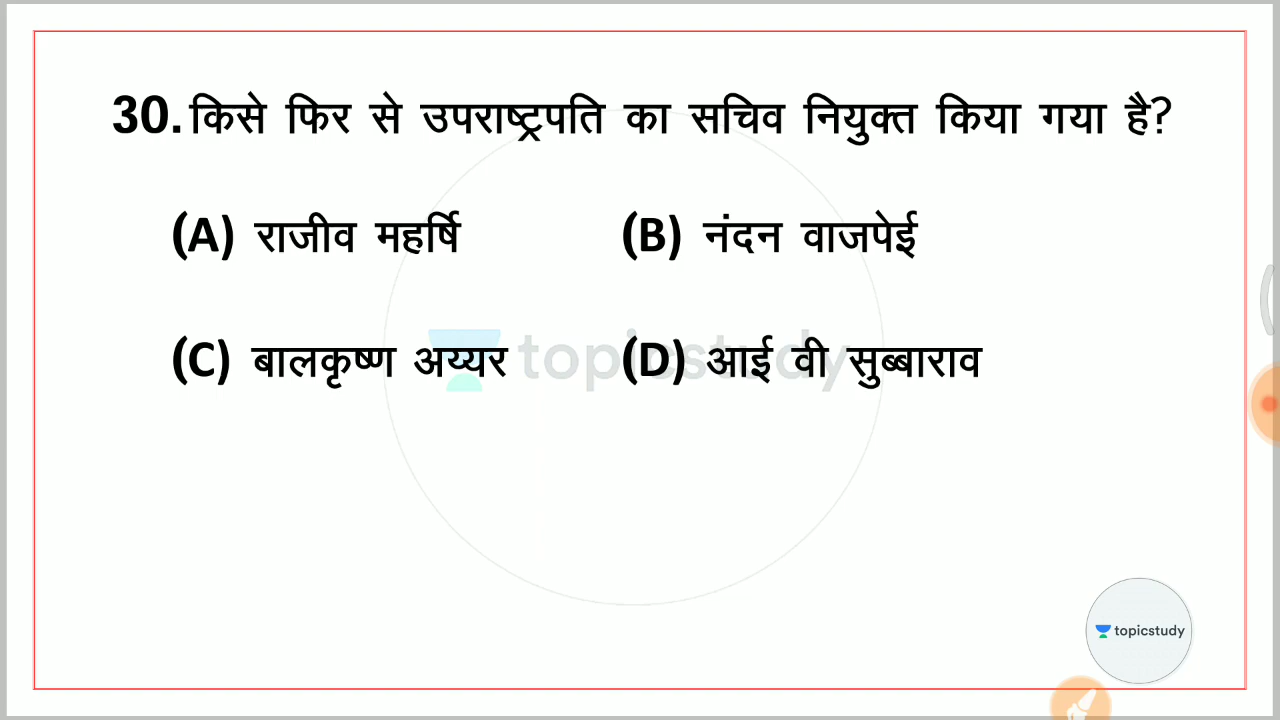 30. किसे फिर से उपराष्ट्रपति का सचिव नियुक्त किया गया है?
(A) राजीव महर्षि (B) नंदन वाजपेई
(C) बालकृष्ण अय्यर (D) आई वी सुब्बाराव
topicstudy
topicstudy